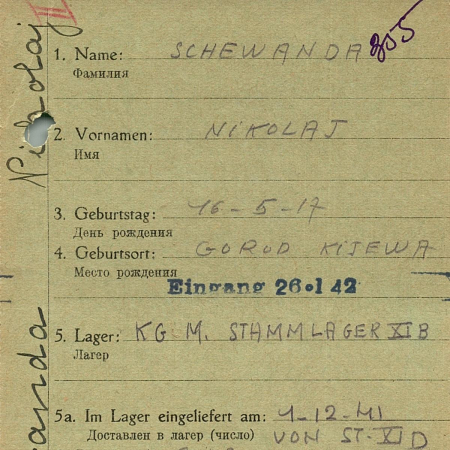 1. Name: SCHEWANDA 805
Фамилия
2. Vornamen: NIKOLAJ
Имя
3. Geburtstag: 16-5-17
День рождения
4. Geburtsort: GOROD KIJEWA
Место рождения
Eingang 26.1 42
5. Lager: KG M. STAMMLAGER XI B
Лагер
5a. Im Lager eingeliefert am: 1-12-41
Доставлен в лагер (число) VON ST-XI D
Nikolaj